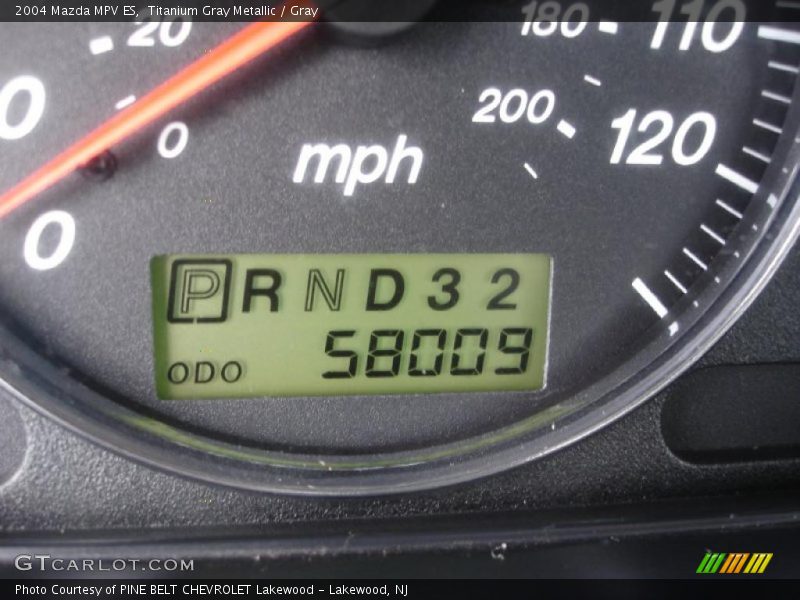 2004 Mazda MPV ES,  Titanium Gray Metallic / Gray
20 180 110
0 0 200 120
mph
0
P R N D 3 2
ODO 58009
GTCARLOT.COM
Photo Courtesy of PINE BELT CHEVROLET Lakewood - Lakewood, NJ